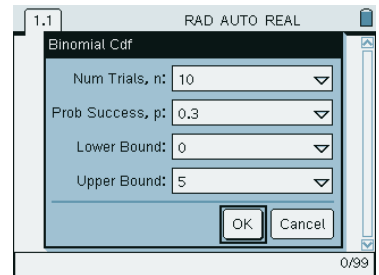 1.1 RAD AUTO REAL
Binomial Cdf
Num Trials, n: 10
Prob Success, p: 0.3
Lower Bound: 0
Upper Bound: 5
OK Cancel
0/99